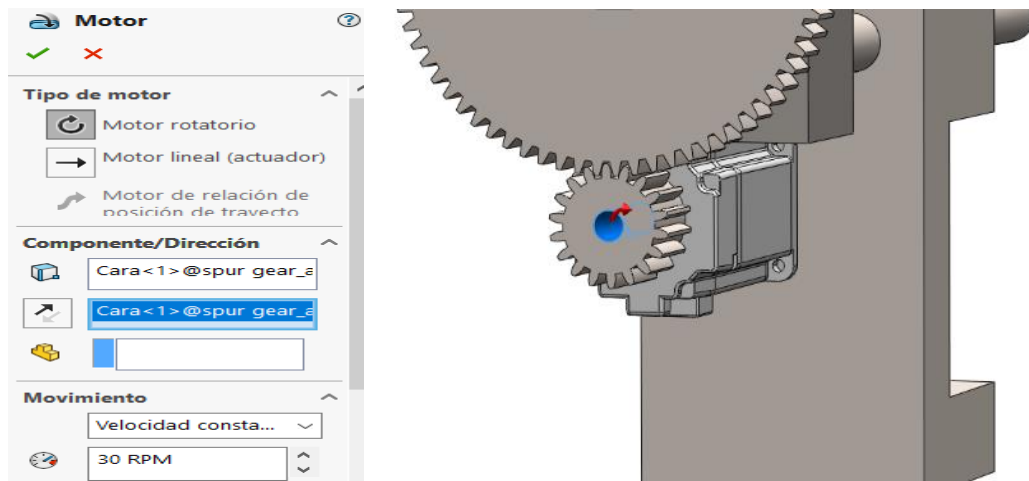 Motor
Tipo de motor
Motor rotatorio
Motor lineal (actuador)
Motor de relación de
posición de trayecto
Componente/Dirección
Cara<1>@spur gear_a
Cara<1>@spur gear_a
Movimiento
Velocidad consta...
30 RPM